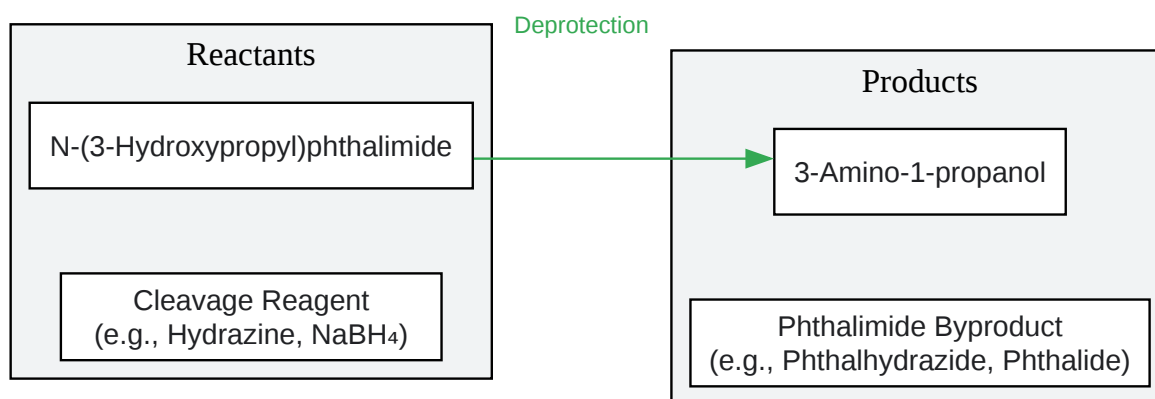 Deprotection
Reactants
N-(3-Hydroxypropyl)phthalimide
Cleavage Reagent
(e.g., Hydrazine, NaBH₄)
Products
3-Amino-1-propanol
Phthalimide Byproduct
(e.g., Phthalhydrazide, Phthalide)